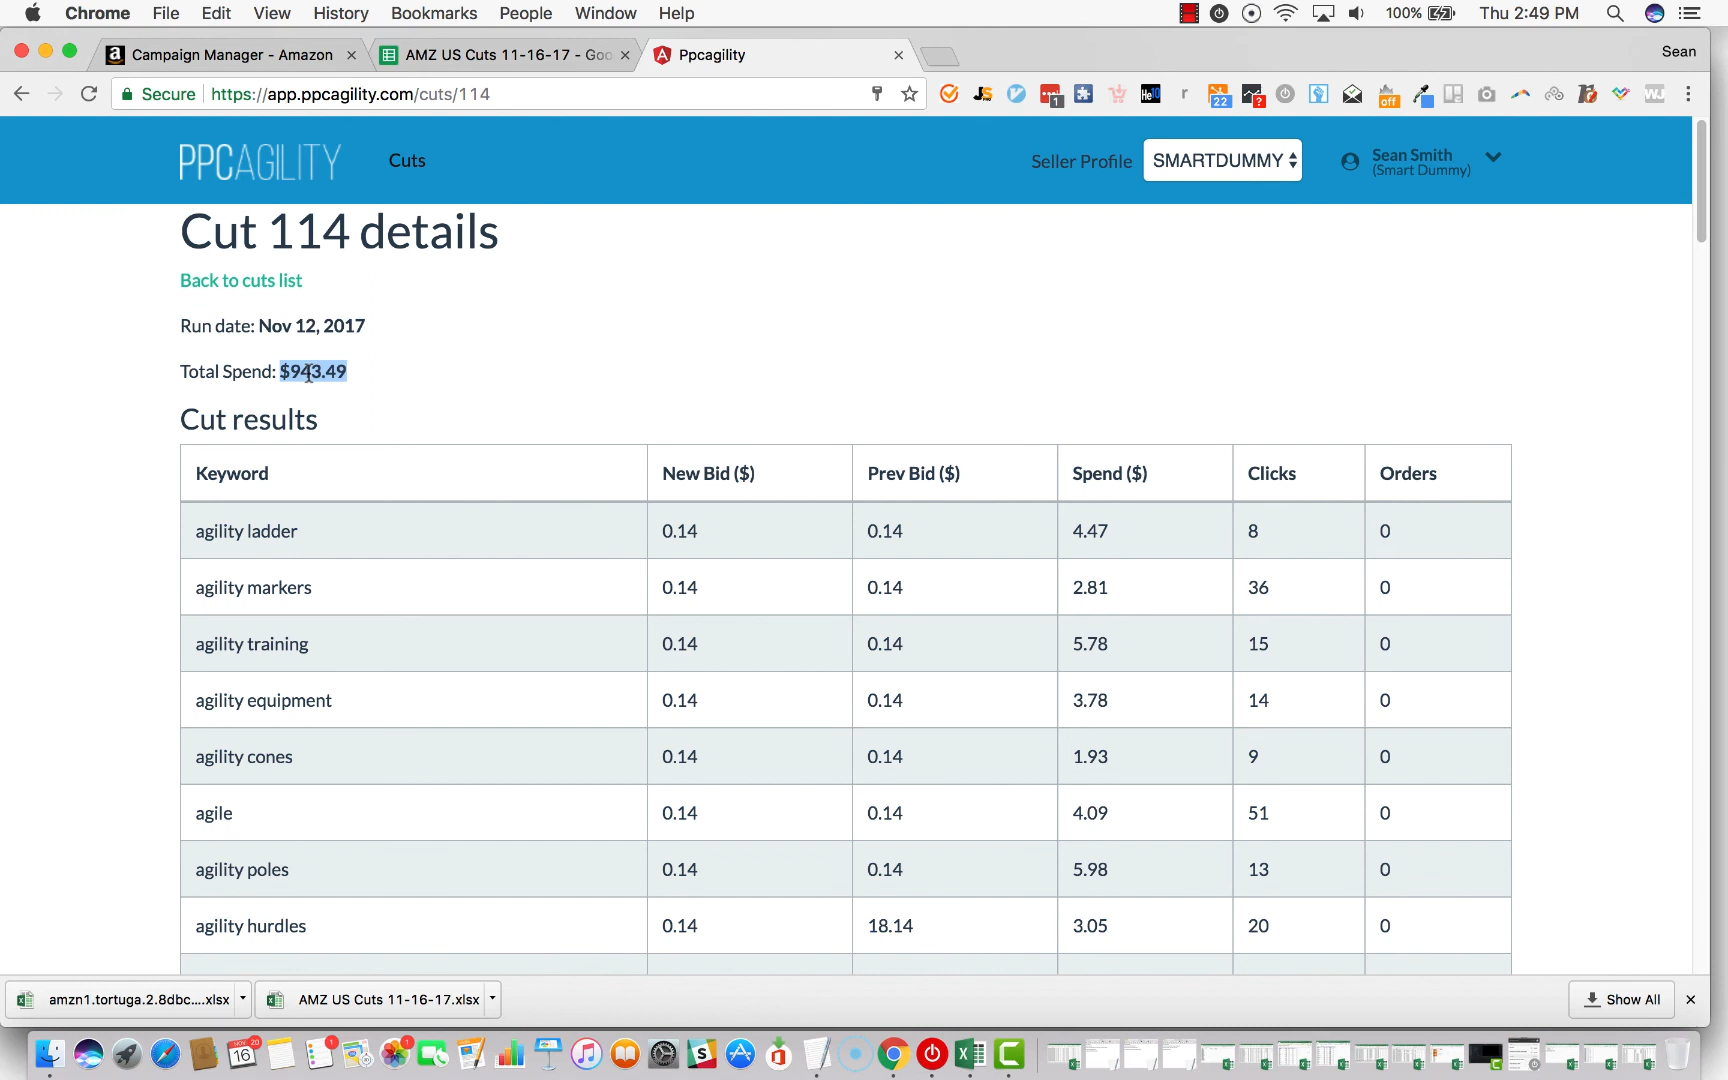 Chrome File Edit View History Bookmarks People Window Help 100% Thu 2:49 PM
Campaign Manager - Amazon AMZ US Cuts 11-16-17 - Goo Ppcagility Sean
Secure https://app.ppcagility.com/cuts/114
PPCAGILITY Cuts Seller Profile SMARTDUMMY Sean Smith
(Smart Dummy)
Cut 114 details
Back to cuts list
Run date: Nov 12, 2017
Total Spend: $943.49
Cut results
Keyword New Bid ($) Prev Bid ($) Spend ($) Clicks Orders
agility ladder 0.14 0.14 4.47 8 0
agility markers 0.14 0.14 2.81 36 0
agility training 0.14 0.14 5.78 15 0
agility equipment 0.14 0.14 3.78 14 0
agility cones 0.14 0.14 1.93 9 0
agile 0.14 0.14 4.09 51 0
agility poles 0.14 0.14 5.98 13 0
agility hurdles 0.14 18.14 3.05 20 0
amzn1.tortuga.2.8dbc....xlsx AMZ US Cuts 11-16-17.xlsx Show All